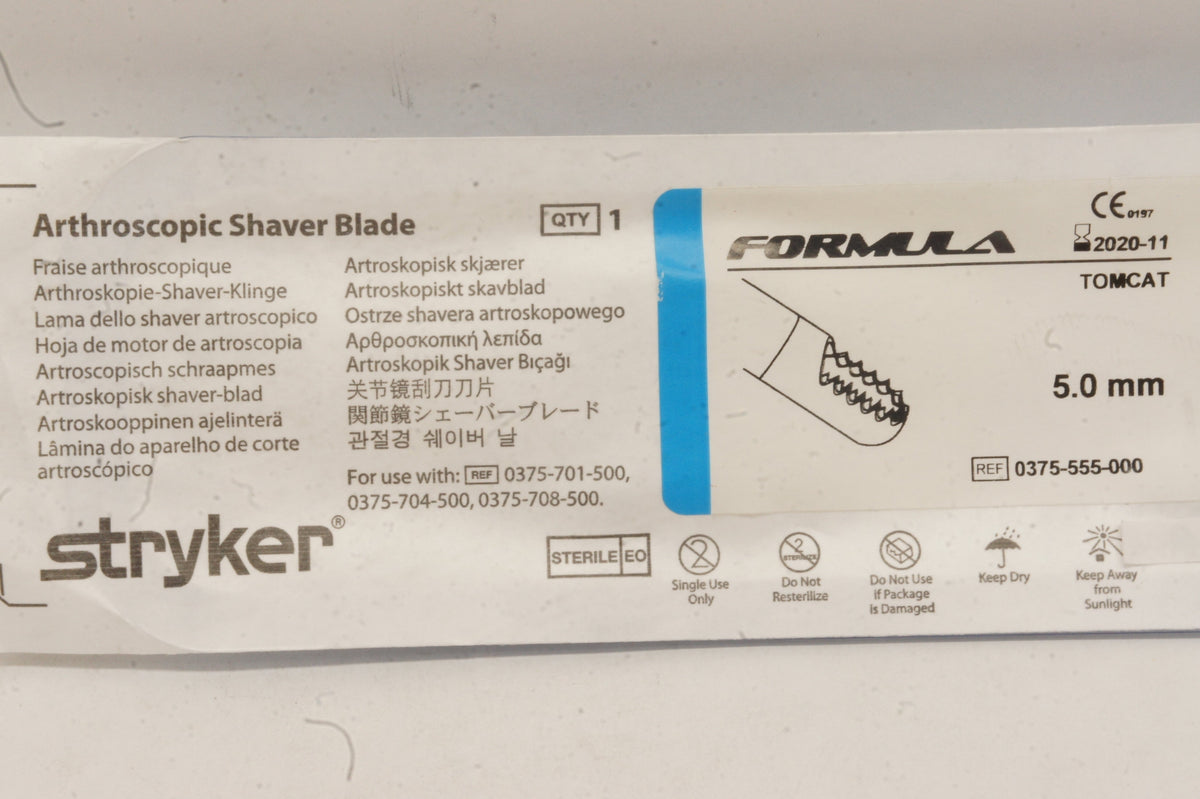 Arthroscopic Shaver Blade
QTY 1
Fraise arthroscopique
Arthroskopie-Shaver-Klinge
Lama dello shaver artroscopico
Hoja de motor de artroscopia
Artroscopisch schraapmes
Artroskopisk shaver-blad
Artroskooppinen ajelinterä
Lâmina do aparelho de corte
artroscópico
Artroskopisk skjærer
Artroskopiskt skavblad
Ostrze shavera artroskopowego
Αρθροσκοπική λεπίδα
Artroskopik Shaver Bıçağı
关节镜刮刀刀片
関節鏡シェーバーブレード
관절경 쉐이버 날
For use with: REF 0375-701-500,
0375-704-500, 0375-708-500.
stryker®
FORMULA
CE 0197
2020-11
TOMCAT
5.0 mm
REF 0375-555-000
STERILE EO
2
Single Use
Only
2
STERILIZE
Do Not
Resterilize
Do Not Use
if Package
Is Damaged
Keep Dry
Keep Away
from
Sunlight